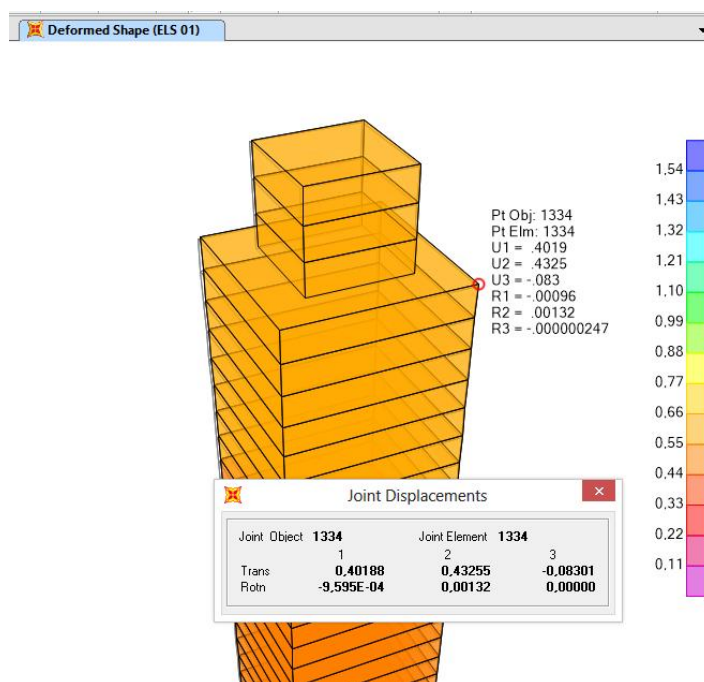 Deformed Shape (ELS 01)
Pt Obj: 1334
Pt Elm: 1334
U1 = .4019
U2 = .4325
U3 = -.083
R1 = -.00096
R2 = .00132
R3 = -.000000247
1,54
1,43
1,32
1,21
1,10
0,99
0,88
0,77
0,66
0,55
0,44
0,33
0,22
0,11
Joint Displacements
Joint Object 1334 Joint Element 1334
1 2 3
Trans 0,40188 0,43255 -0,08301
Rotn -9,595E-04 0,00132 0,00000